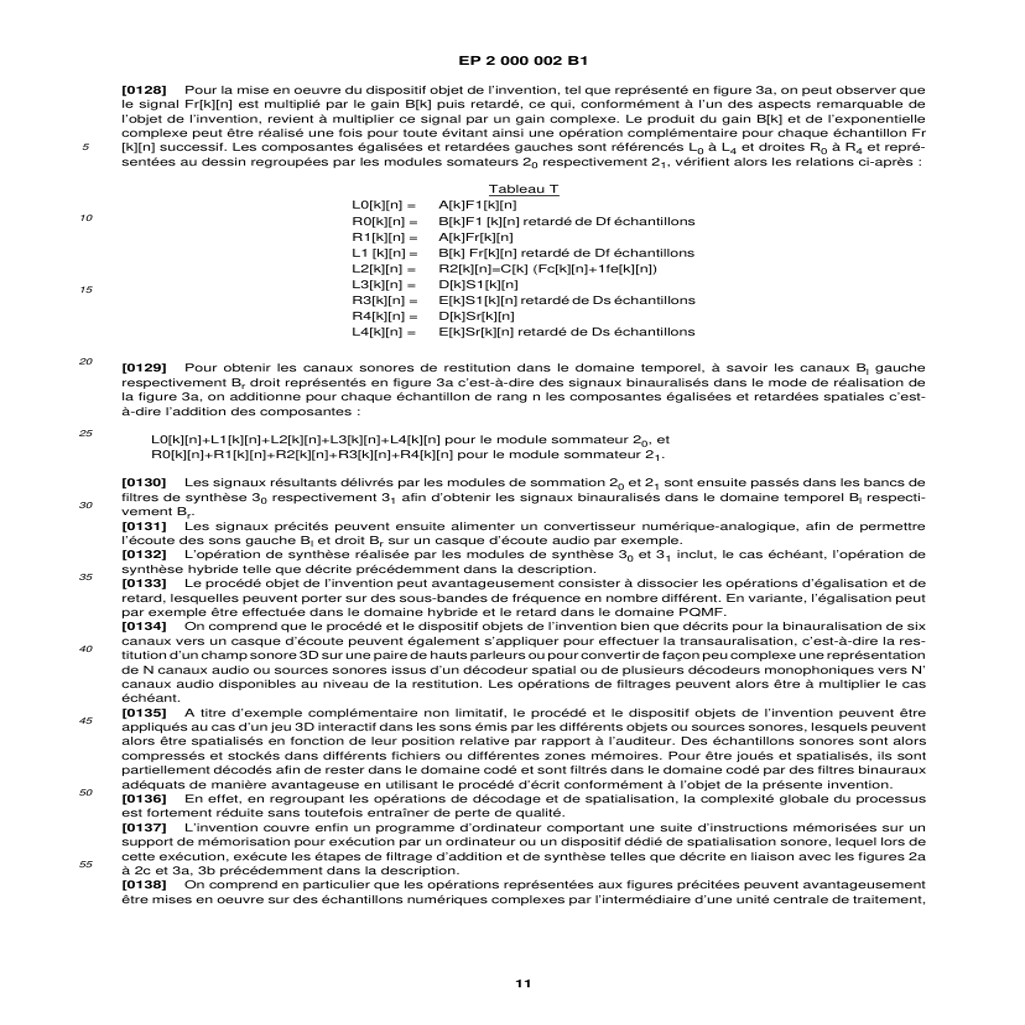 EP 2 000 002 B1
[0128] Pour la mise en oeuvre du dispositif objet de l'invention, tel que représenté en figure 3a, on peut observer que
le signal Fr[k][n] est multiplié par le gain B[k] puis retardé, ce qui, conformément à l'un des aspects remarquable de
l'objet de l'invention, revient à multiplier ce signal par un gain complexe. Le produit du gain B[k] et de l'exponentielle
complexe peut être réalisé une fois pour toute évitant ainsi une opération complémentaire pour chaque échantillon Fr
5 [k][n] successif. Les composantes égalisées et retardées gauches sont référencés L0 à L4 et droites R0 à R4 et repré-
sentées au dessin regroupées par les modules somateurs 20 respectivement 21, vérifient alors les relations ci-après :
Tableau T
L0[k][n] = A[k]F1[k][n]
10 R0[k][n] = B[k]F1 [k][n] retardé de Df échantillons
R1[k][n] = A[k]Fr[k][n]
L1 [k][n] = B[k] Fr[k][n] retardé de Df échantillons
L2[k][n] = R2[k][n]=C[k] (Fc[k][n]+1fe[k][n])
15 L3[k][n] = D[k]S1[k][n]
R3[k][n] = E[k]S1[k][n] retardé de Ds échantillons
R4[k][n] = D[k]Sr[k][n]
L4[k][n] = E[k]Sr[k][n] retardé de Ds échantillons
20 [0129] Pour obtenir les canaux sonores de restitution dans le domaine temporel, à savoir les canaux Bl gauche
respectivement Br droit représentés en figure 3a c'est-à-dire des signaux binauralisés dans le mode de réalisation de
la figure 3a, on additionne pour chaque échantillon de rang n les composantes égalisées et retardées spatiales c'est-
à-dire l'addition des composantes :
25 L0[k][n]+L1[k][n]+L2[k][n]+L3[k][n]+L4[k][n] pour le module sommateur 20, et
R0[k][n]+R1[k][n]+R2[k][n]+R3[k][n]+R4[k][n] pour le module sommateur 21.
[0130] Les signaux résultants délivrés par les modules de sommation 20 et 21 sont ensuite passés dans les bancs de
30 filtres de synthèse 30 respectivement 31 afin d'obtenir les signaux binauralisés dans le domaine temporel Bl respecti-
vement Br.
[0131] Les signaux précités peuvent ensuite alimenter un convertisseur numérique-analogique, afin de permettre
l'écoute des sons gauche Bl et droit Br sur un casque d'écoute audio par exemple.
[0132] L'opération de synthèse réalisée par les modules de synthèse 30 et 31 inclut, le cas échéant, l'opération de
synthèse hybride telle que décrite précédemment dans la description.
35 [0133] Le procédé objet de l'invention peut avantageusement consister à dissocier les opérations d'égalisation et de
retard, lesquelles peuvent porter sur des sous-bandes de fréquence en nombre différent. En variante, l'égalisation peut
par exemple être effectuée dans le domaine hybride et le retard dans le domaine PQMF.
[0134] On comprend que le procédé et le dispositif objets de l'invention bien que décrits pour la binauralisation de six
canaux vers un casque d'écoute peuvent également s'appliquer pour effectuer la transauralisation, c'est-à-dire la res-
40 titution d'un champ sonore 3D sur une paire de hauts parleurs ou pour convertir de façon peu complexe une représentation
de N canaux audio ou sources sonores issus d'un décodeur spatial ou de plusieurs décodeurs monophoniques vers N'
canaux audio disponibles au niveau de la restitution. Les opérations de filtrages peuvent alors être à multiplier le cas
échéant.
45 [0135] A titre d'exemple complémentaire non limitatif, le procédé et le dispositif objets de l'invention peuvent être
appliqués au cas d'un jeu 3D interactif dans les sons émis par les différents objets ou sources sonores, lesquels peuvent
alors être spatialisés en fonction de leur position relative par rapport à l'auditeur. Des échantillons sonores sont alors
compressés et stockés dans différents fichiers ou différentes zones mémoires. Pour être joués et spatialisés, ils sont
partiellement décodés afin de rester dans le domaine codé et sont filtrés dans le domaine codé par des filtres binauraux
adéquats de manière avantageuse en utilisant le procédé d'écrit conformément à l'objet de la présente invention.
50 [0136] En effet, en regroupant les opérations de décodage et de spatialisation, la complexité globale du processus
est fortement réduite sans toutefois entraîner de perte de qualité.
[0137] L'invention couvre enfin un programme d'ordinateur comportant une suite d'instructions mémorisées sur un
support de mémorisation pour exécution par un ordinateur ou un dispositif dédié de spatialisation sonore, lequel lors de
55 cette exécution, exécute les étapes de filtrage d'addition et de synthèse telles que décrite en liaison avec les figures 2a
à 2c et 3a, 3b précédemment dans la description.
[0138] On comprend en particulier que les opérations représentées aux figures précitées peuvent avantageusement
être mises en oeuvre sur des échantillons numériques complexes par l'intermédiaire d'une unité centrale de traitement,
11